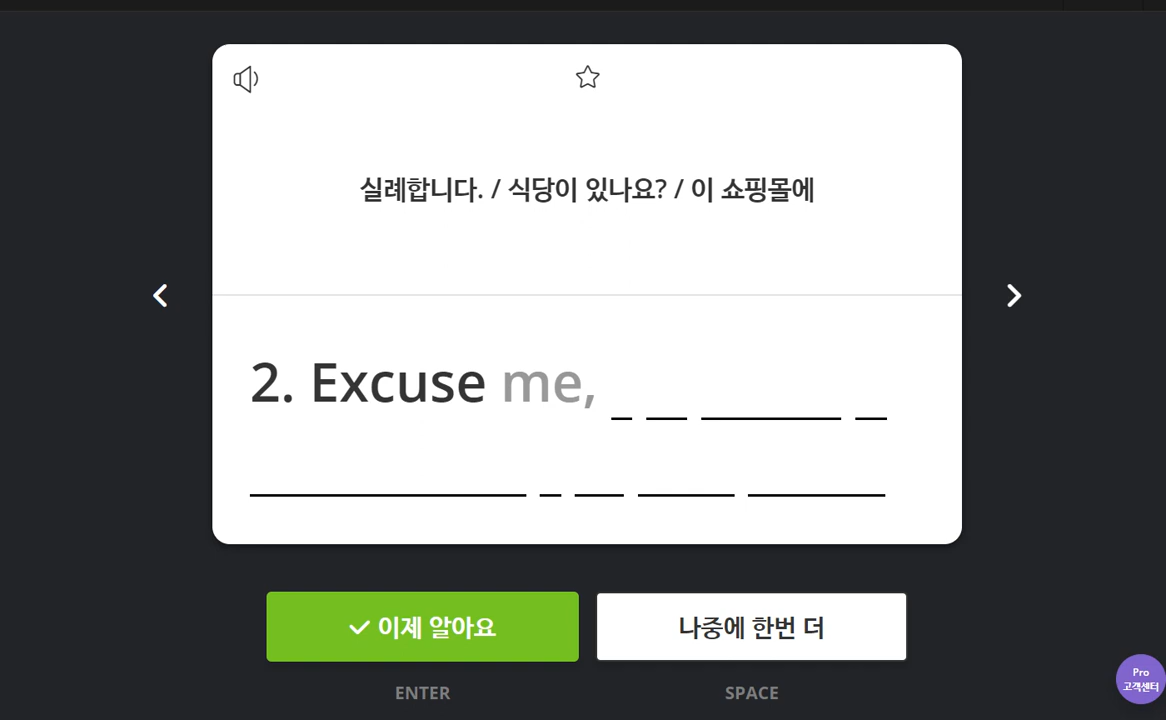 실례합니다. / 식당이 있나요? / 이 쇼핑몰에
2. Excuse me,
이제 알아요
나중에 한번 더
ENTER
SPACE
Pro
고객센터